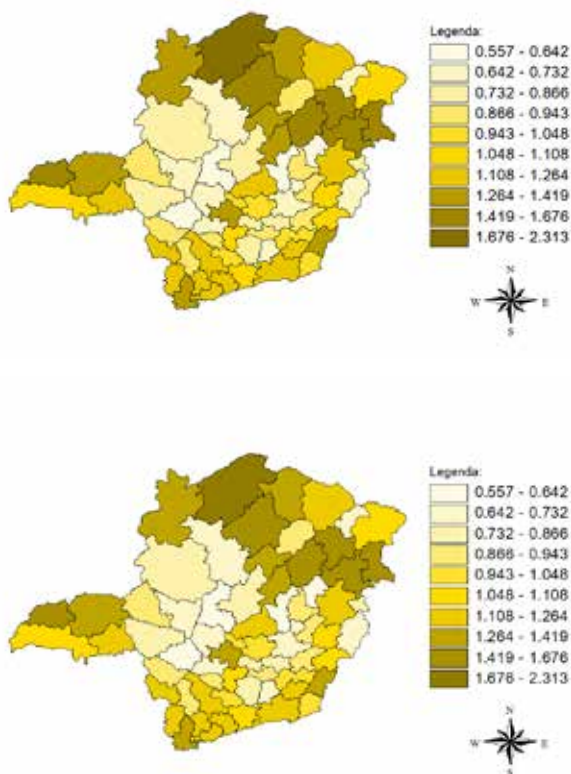 Legenda:
0.557 - 0.642
0.642 - 0.732
0.732 - 0.866
0.866 - 0.943
0.943 - 1.048
1.048 - 1.108
1.108 - 1.264
1.264 - 1.419
1.419 - 1.676
1.676 - 2.313
N
W E
S
Legenda:
0.557 - 0.642
0.642 - 0.732
0.732 - 0.866
0.866 - 0.943
0.943 - 1.048
1.048 - 1.108
1.108 - 1.264
1.264 - 1.419
1.419 - 1.676
1.676 - 2.313
N
W E
S